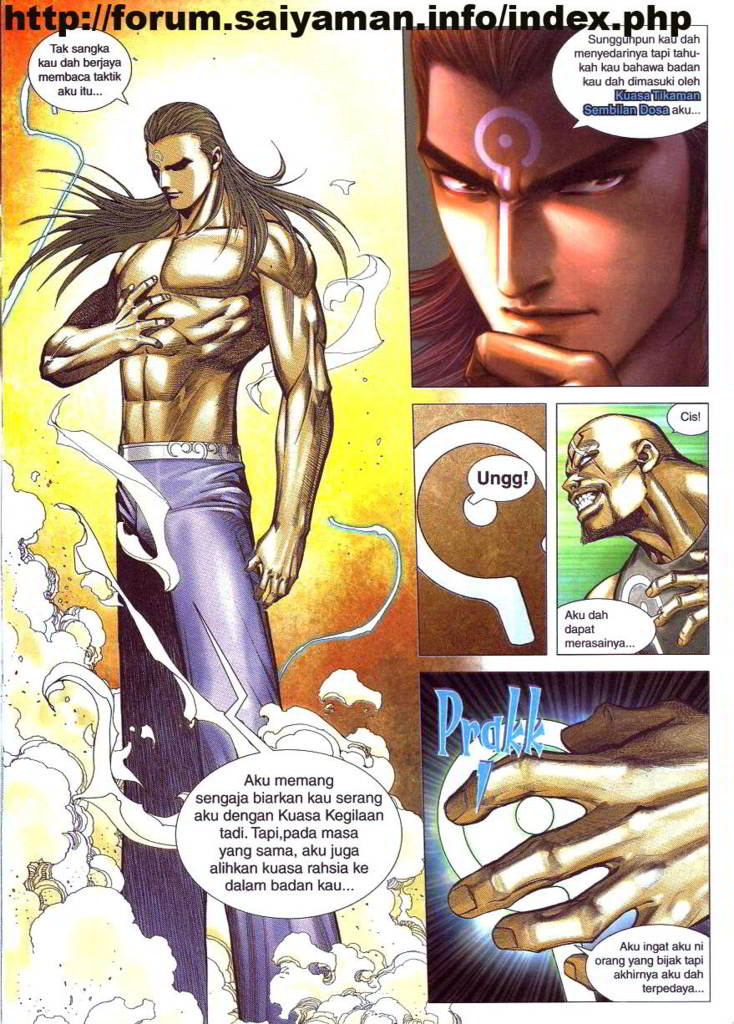 http://forum.saiyaman.info/index.php
Tak sangka
kau dah berjaya
membaca taktik
aku itu...
Sungguhpun kau dah
menyedarinya tapi tahu-
kah kau bahawa badan
kau dah dimasuki oleh
Kuasa Tikaman
Sembilan Dosa aku...
Ungg!
Cis!
Aku dah
dapat
merasainya...
Aku memang
sengaja biarkan kau serang
aku dengan Kuasa Kegilaan
tadi. Tapi,pada masa
yang sama, aku juga
alihkan kuasa rahsia ke
dalam badan kau...
Prakk
!
Aku ingat aku ni
orang yang bijak tapi
akhirnya aku dah
terpedaya...